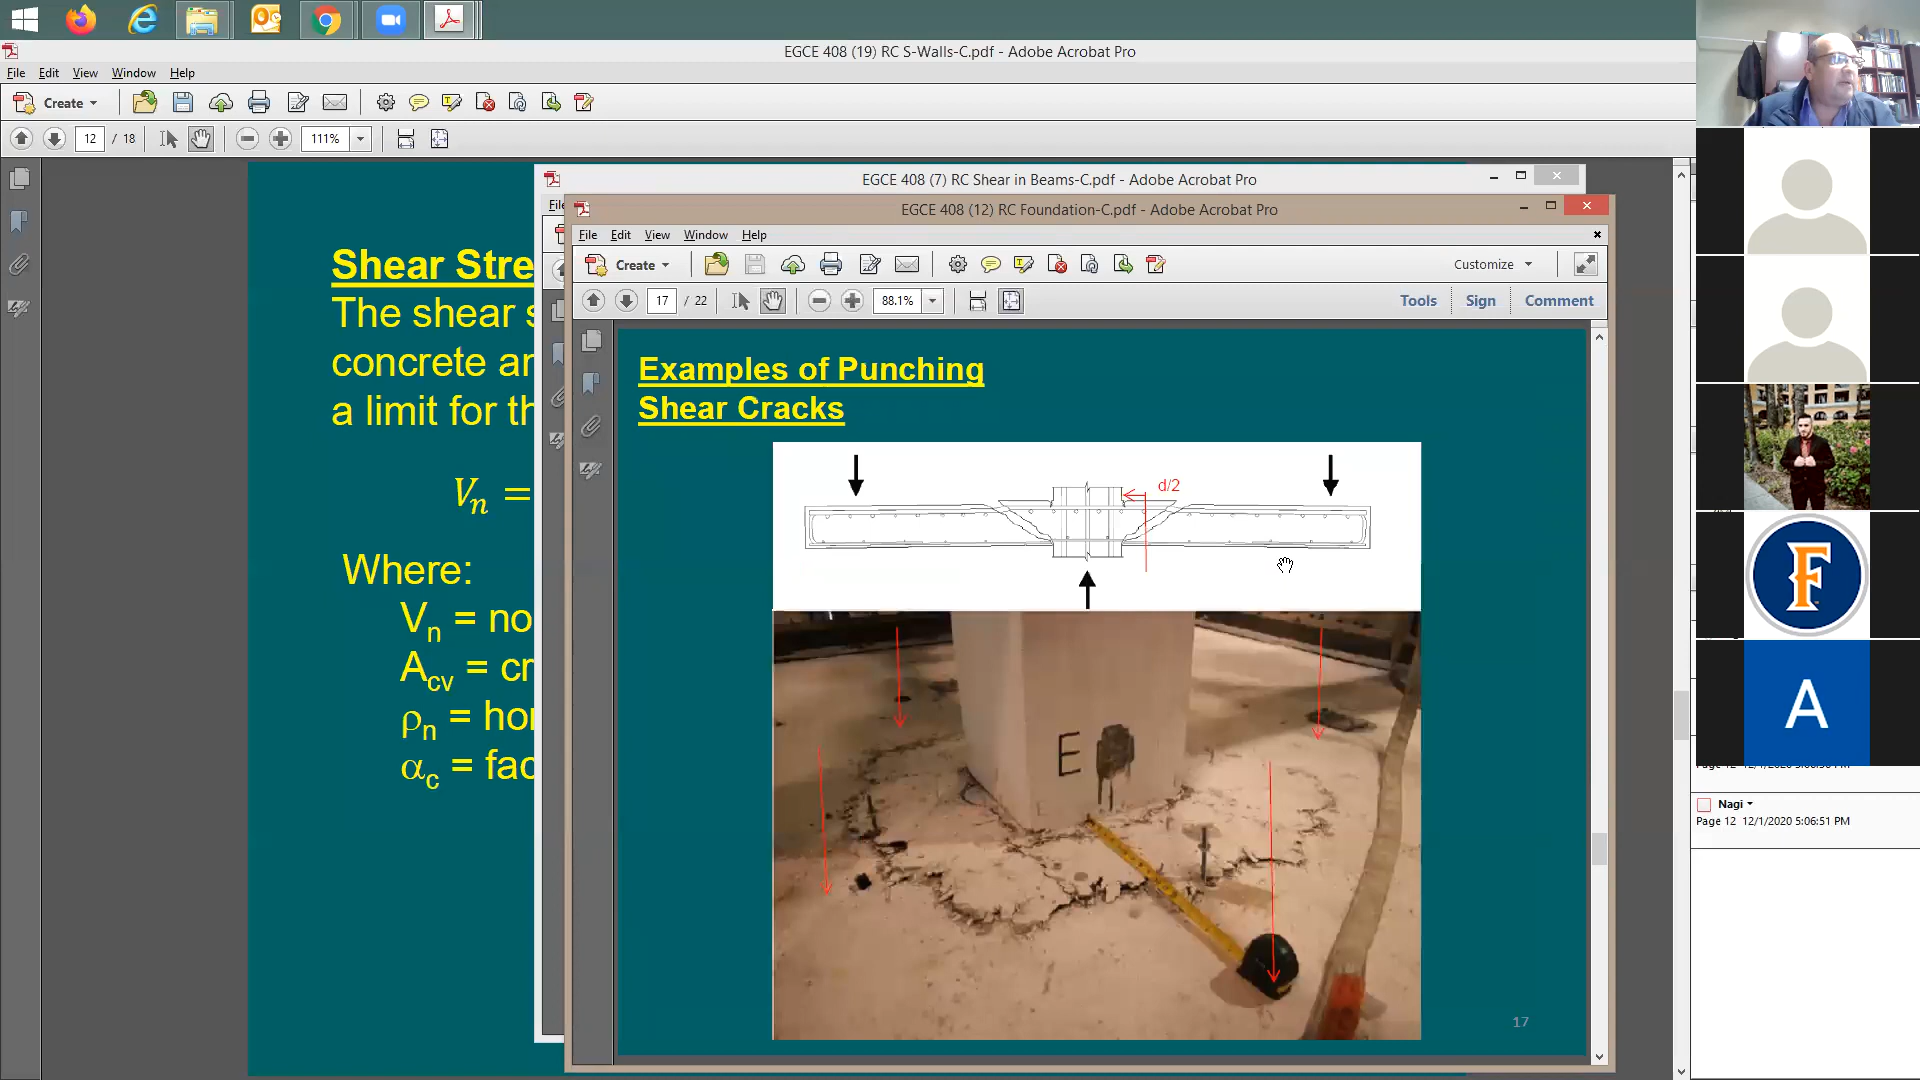 EGCE 408 (19) RC S-Walls-C.pdf - Adobe Acrobat Pro
File Edit View Window Help
Create
12 / 18 111%
Shear Stre
The shear s
concrete an
a limit for th
Vn =
Where:
Vn = no
Acv = cr
ρn = hor
αc = fac
EGCE 408 (7) RC Shear in Beams-C.pdf - Adobe Acrobat Pro
File
EGCE 408 (12) RC Foundation-C.pdf - Adobe Acrobat Pro
File Edit View Window Help
Create Customize
17 / 22 88.1% Tools Sign Comment
Examples of Punching
Shear Cracks
d/2
E
17
F
A
Nagi
Page 12 12/1/2020 5:06:51 PM